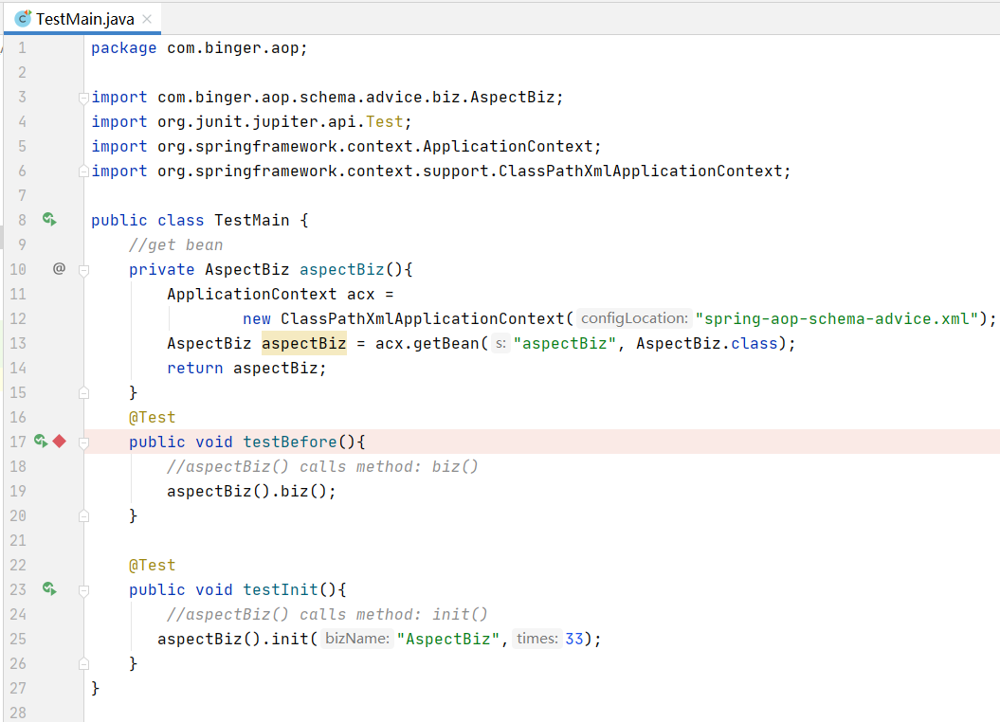 TestMain.java
1 package com.binger.aop;
2
3 import com.binger.aop.schema.advice.biz.AspectBiz;
4 import org.junit.jupiter.api.Test;
5 import org.springframework.context.ApplicationContext;
6 import org.springframework.context.support.ClassPathXmlApplicationContext;
7
8 public class TestMain {
9 //get bean
10 @ private AspectBiz aspectBiz(){
11 ApplicationContext acx =
12 new ClassPathXmlApplicationContext( configLocation: "spring-aop-schema-advice.xml");
13 AspectBiz aspectBiz = acx.getBean( s: "aspectBiz", AspectBiz.class);
14 return aspectBiz;
15 }
16 @Test
17 public void testBefore(){
18 //aspectBiz() calls method: biz()
19 aspectBiz().biz();
20 }
21
22 @Test
23 public void testInit(){
24 //aspectBiz() calls method: init()
25 aspectBiz().init( bizName: "AspectBiz", times: 33);
26 }
27 }
28